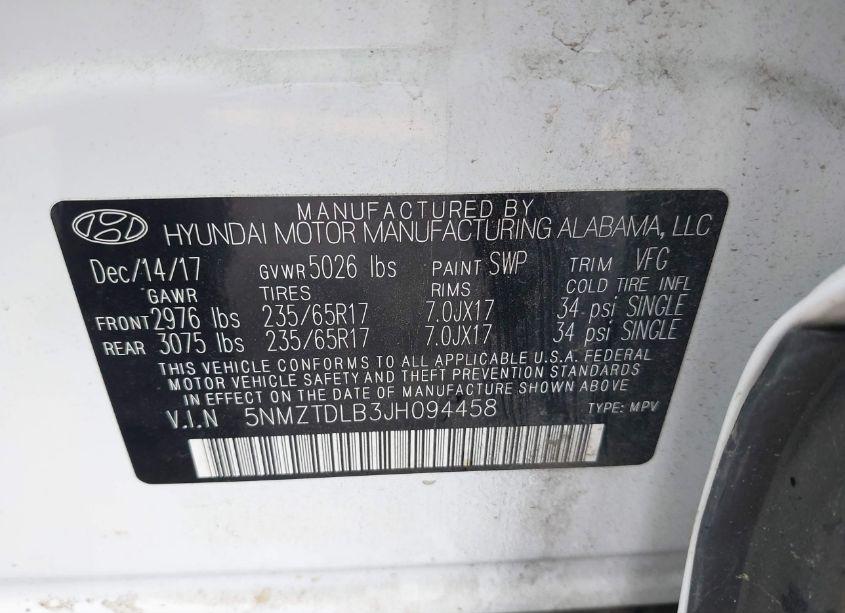 MANUFACTURED BY
HYUNDAI MOTOR MANUFACTURING ALABAMA, LLC
Dec/14/17 GVWR 5026 lbs PAINT SWP TRIM VFG
GAWR TIRES RIMS COLD TIRE INFL
FRONT 2976 lbs 235/65R17 7.0JX17 34 psi SINGLE
REAR 3075 lbs 235/65R17 7.0JX17 34 psi SINGLE
THIS VEHICLE CONFORMS TO ALL APPLICABLE U.S.A. FEDERAL
MOTOR VEHICLE SAFETY AND THEFT PREVENTION STANDARDS
IN EFFECT ON THE DATE OF MANUFACTURE SHOWN ABOVE
V.I.N 5NMZTDLB3JH094458 TYPE: MPV